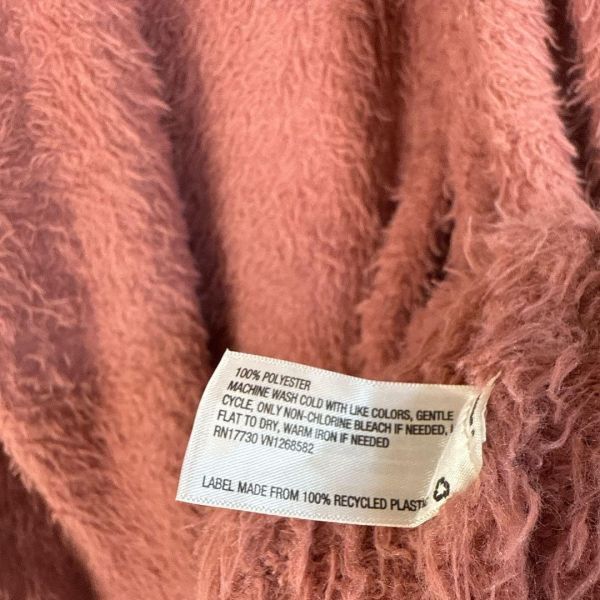 100% POLYESTER
MACHINE WASH COLD WITH LIKE COLORS, GENTLE
CYCLE, ONLY NON-CHLORINE BLEACH IF NEEDED,
FLAT TO DRY, WARM IRON IF NEEDED
RN17730 VN1268582
LABEL MADE FROM 100% RECYCLED PLASTIC